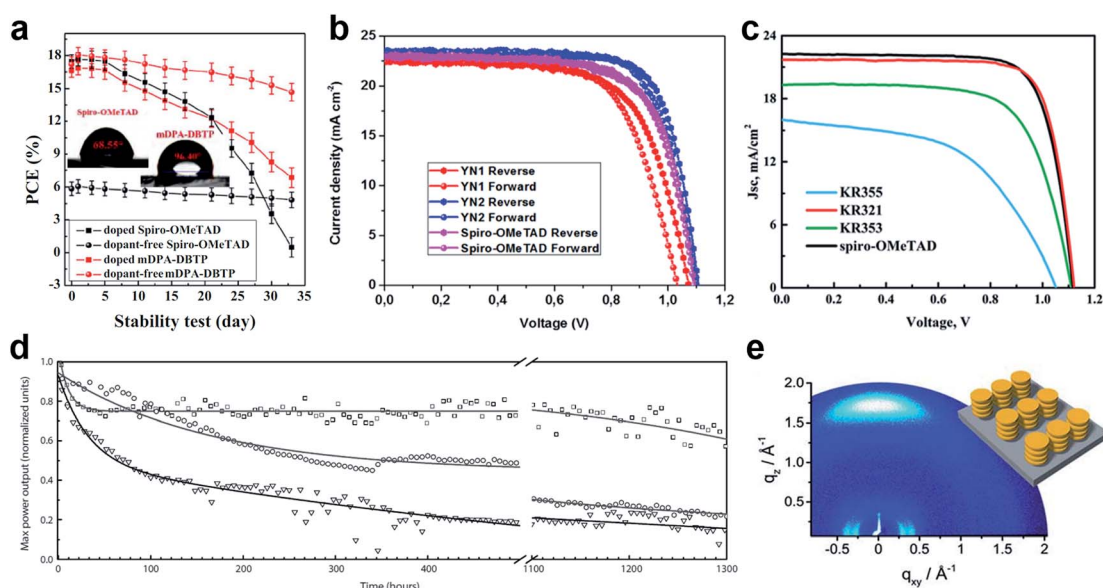 a
PCE (%)
18
15
12
9
6
3
0
-3
Spiro-OMeTAD
68.55°
mDPA-DBTP
96.40°
doped Spiro-OMeTAD
dopant-free Spiro-OMeTAD
doped mDPA-DBTP
dopant-free mDPA-DBTP
0 5 10 15 20 25 30 35
Stability test (day)
b
Current density (mA cm⁻²)
25
20
15
10
5
0
YN1 Reverse
YN1 Forward
YN2 Reverse
YN2 Forward
Spiro-OMeTAD Reverse
Spiro-OMeTAD Forward
0,0 0,2 0,4 0,6 0,8 1,0 1,2
Voltage (V)
c
Jsc, mA/cm²
24
18
12
6
0
KR355
KR321
KR353
spiro-OMeTAD
0.0 0.2 0.4 0.6 0.8 1.0 1.2
Voltage, V
d
Max power output (normalized units)
1.0
0.8
0.6
0.4
0.2
0.0
0 100 200 300 400 1100 1200 1300
Time (hours)
e
q_z / Å⁻¹
2.0
1.5
1.0
0.5
-0.5 0 0.5 1 1.5 2
q_xy / Å⁻¹